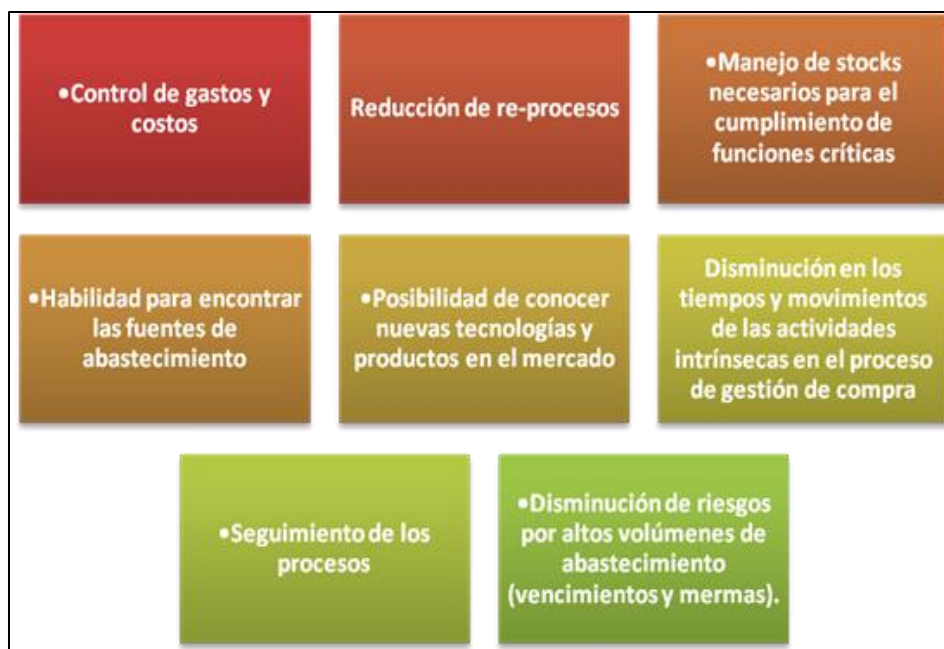 •Control de gastos y
costos
Reducción de re-procesos
•Manejo de stocks
necesarios para el
cumplimiento de
funciones críticas
•Habilidad para encontrar
las fuentes de
abastecimiento
•Posibilidad de conocer
nuevas tecnologías y
productos en el mercado
Disminución en los
tiempos y movimientos
de las actividades
intrínsecas en el proceso
de gestión de compra
•Seguimiento de los
procesos
•Disminución de riesgos
por altos volúmenes de
abastecimiento
(vencimientos y mermas).